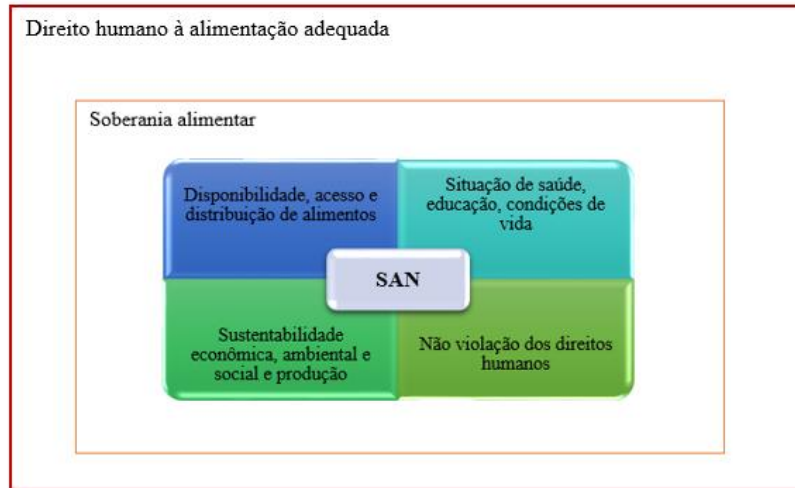 Direito humano à alimentação adequada
Soberania alimentar
Disponibilidade, acesso e
distribuição de alimentos
Situação de saúde,
educação, condições de
vida
SAN
Sustentabilidade
econômica, ambiental e
social e produção
Não violação dos direitos
humanos